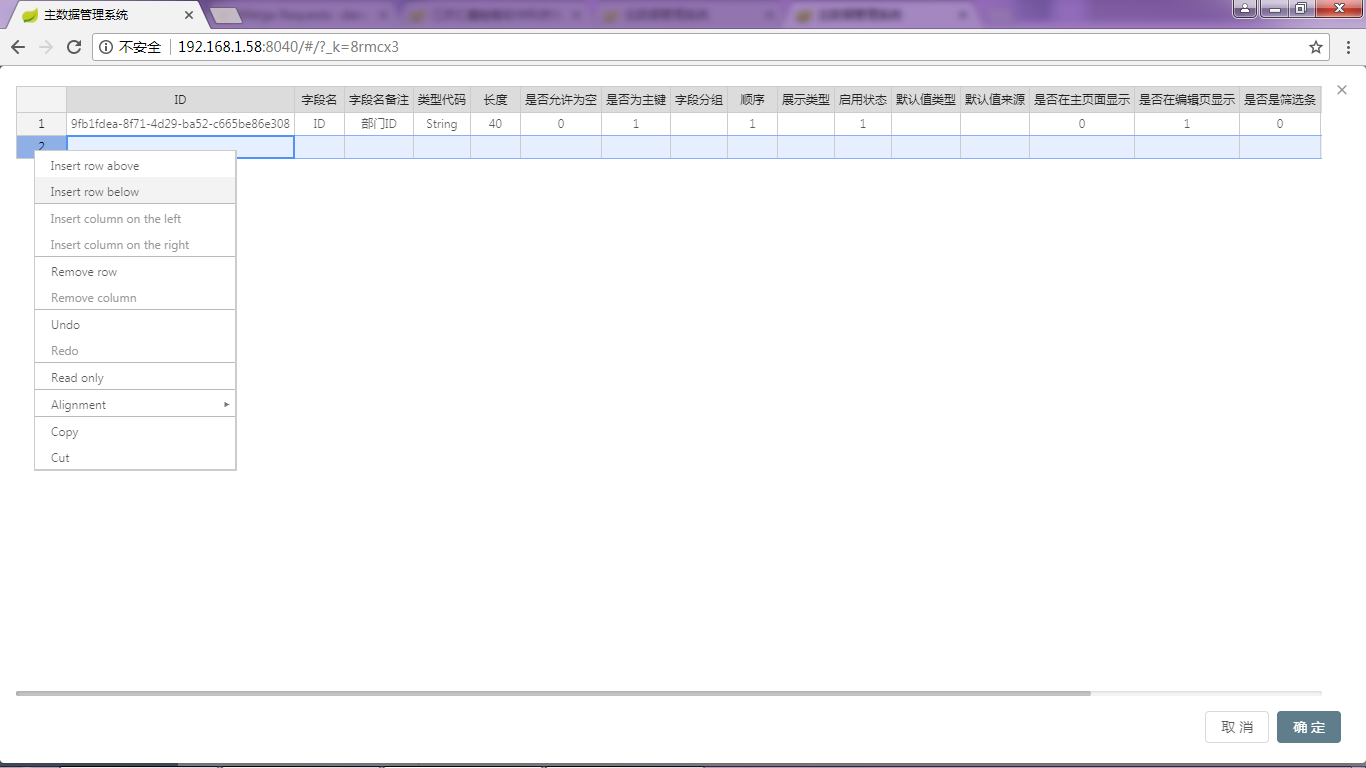 主数据管理系统
不安全 192.168.1.58:8040/#/?_k=8rmcx3
ID 字段名 字段名备注 类型代码 长度 是否允许为空 是否为主键 字段分组 顺序 展示类型 启用状态 默认值类型 默认值来源 是否在主页面显示 是否在编辑页显示 是否是筛选条
1 9fb1fdea-8f71-4d29-ba52-c665be86e308 ID 部门ID String 40 0 1 1 1 0 1 0
2
Insert row above
Insert row below
Insert column on the left
Insert column on the right
Remove row
Remove column
Undo
Redo
Read only
Alignment
Copy
Cut
取消 确定